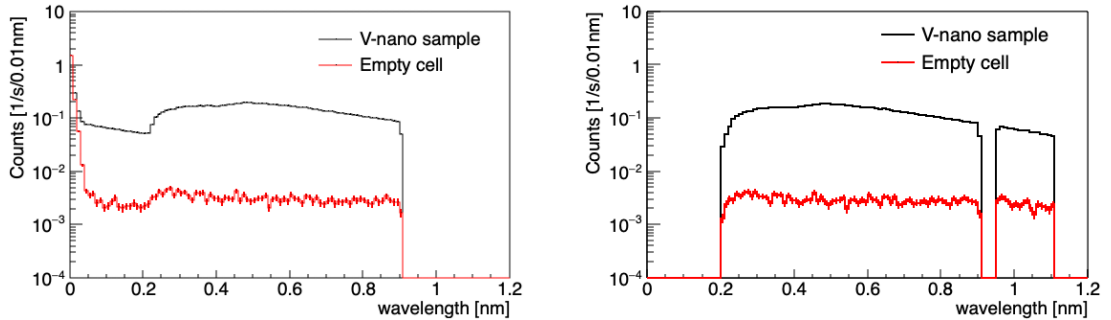 Counts [1/s/0.01nm]
10
1
10⁻¹
10⁻²
10⁻³
10⁻⁴
V-nano sample
Empty cell
0 0.2 0.4 0.6 0.8 1 1.2
wavelength [nm]
Counts [1/s/0.01nm]
10
1
10⁻¹
10⁻²
10⁻³
10⁻⁴
V-nano sample
Empty cell
0 0.2 0.4 0.6 0.8 1 1.2
wavelength [nm]